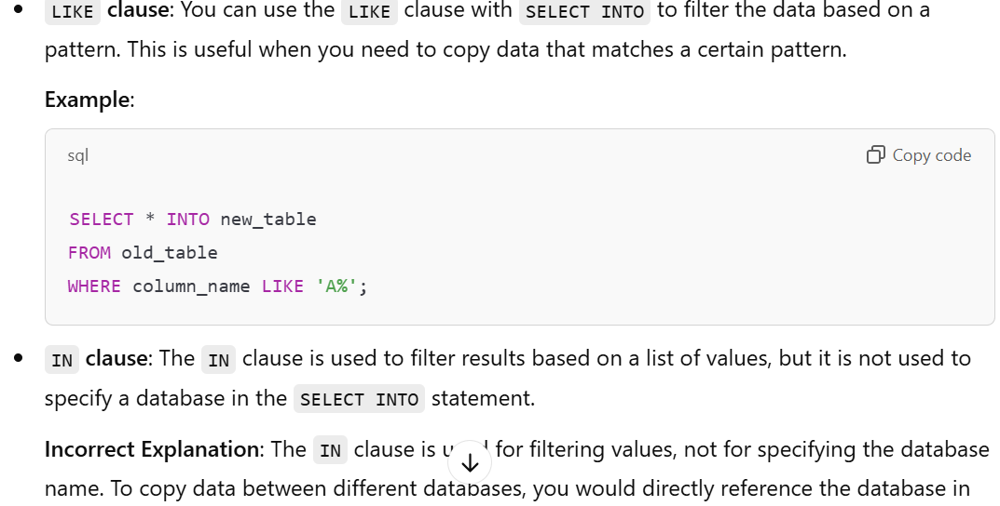 LIKE clause: You can use the LIKE clause with SELECT INTO to filter the data based on a
pattern. This is useful when you need to copy data that matches a certain pattern.
Example:
sql
Copy code
SELECT * INTO new_table
FROM old_table
WHERE column_name LIKE 'A%';
IN clause: The IN clause is used to filter results based on a list of values, but it is not used to
specify a database in the SELECT INTO statement.
Incorrect Explanation: The IN clause is used for filtering values, not for specifying the database
name. To copy data between different databases, you would directly reference the database in